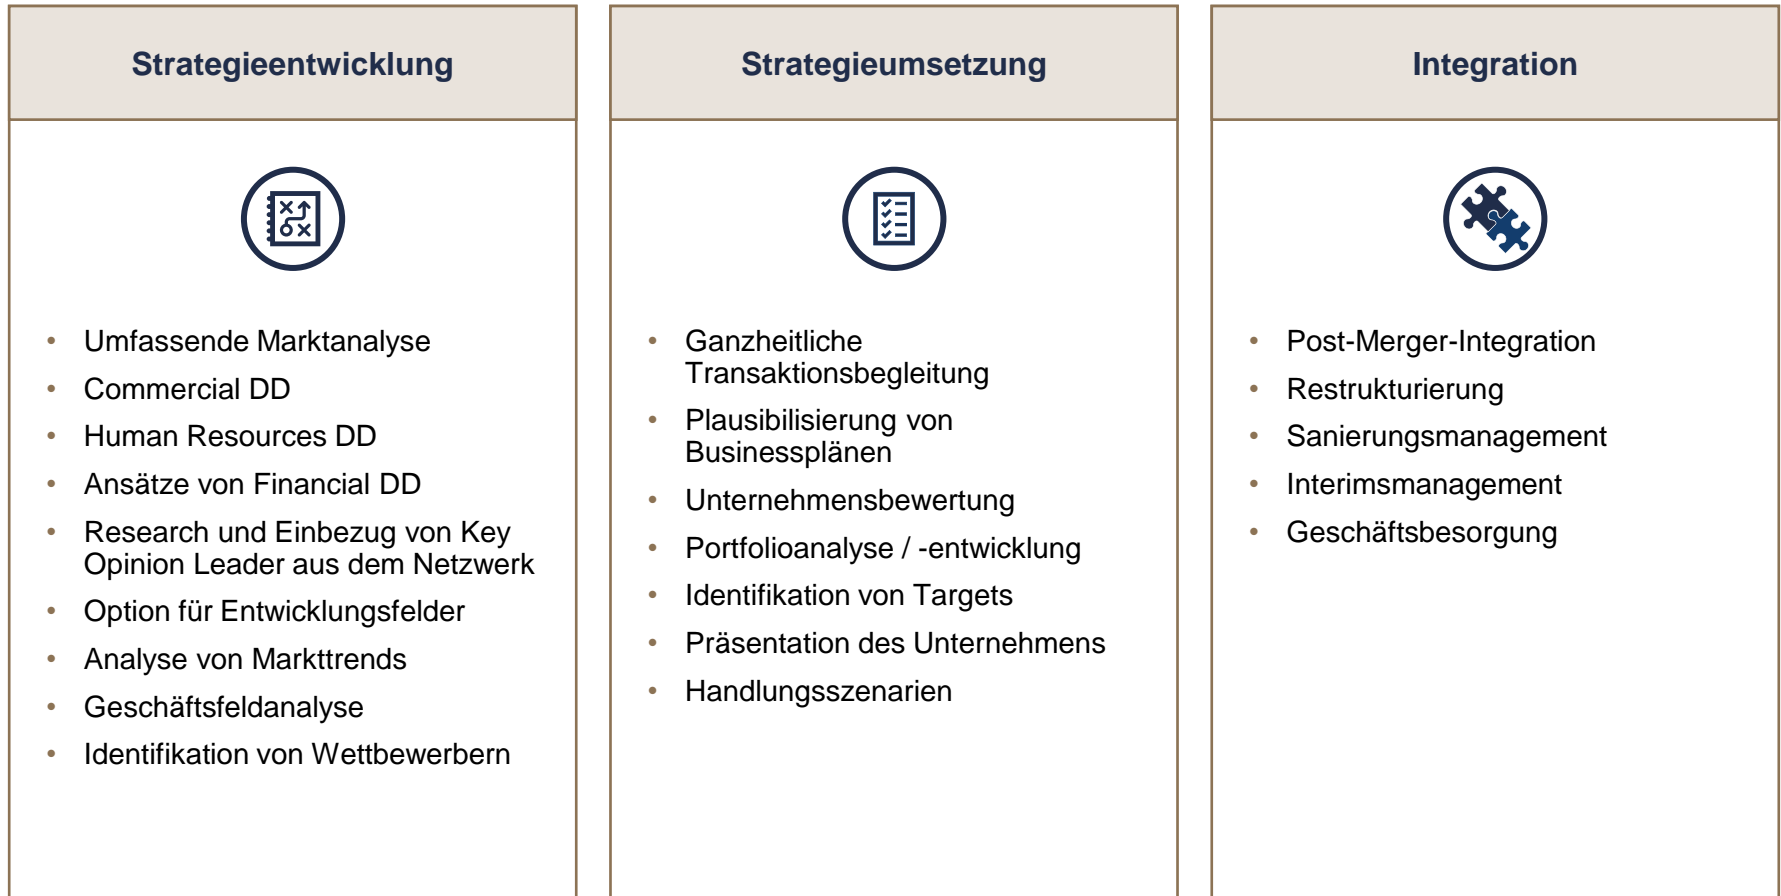 Strategieentwicklung
• Umfassende Marktanalyse
• Commercial DD
• Human Resources DD
• Ansätze von Financial DD
• Research und Einbezug von Key
Opinion Leader aus dem Netzwerk
• Option für Entwicklungsfelder
• Analyse von Markttrends
• Geschäftsfeldanalyse
• Identifikation von Wettbewerbern
Strategieumsetzung
• Ganzheitliche
Transaktionsbegleitung
• Plausibilisierung von
Businessplänen
• Unternehmensbewertung
• Portfolioanalyse / -entwicklung
• Identifikation von Targets
• Präsentation des Unternehmens
• Handlungsszenarien
Integration
• Post-Merger-Integration
• Restrukturierung
• Sanierungsmanagement
• Interimsmanagement
• Geschäftsbesorgung